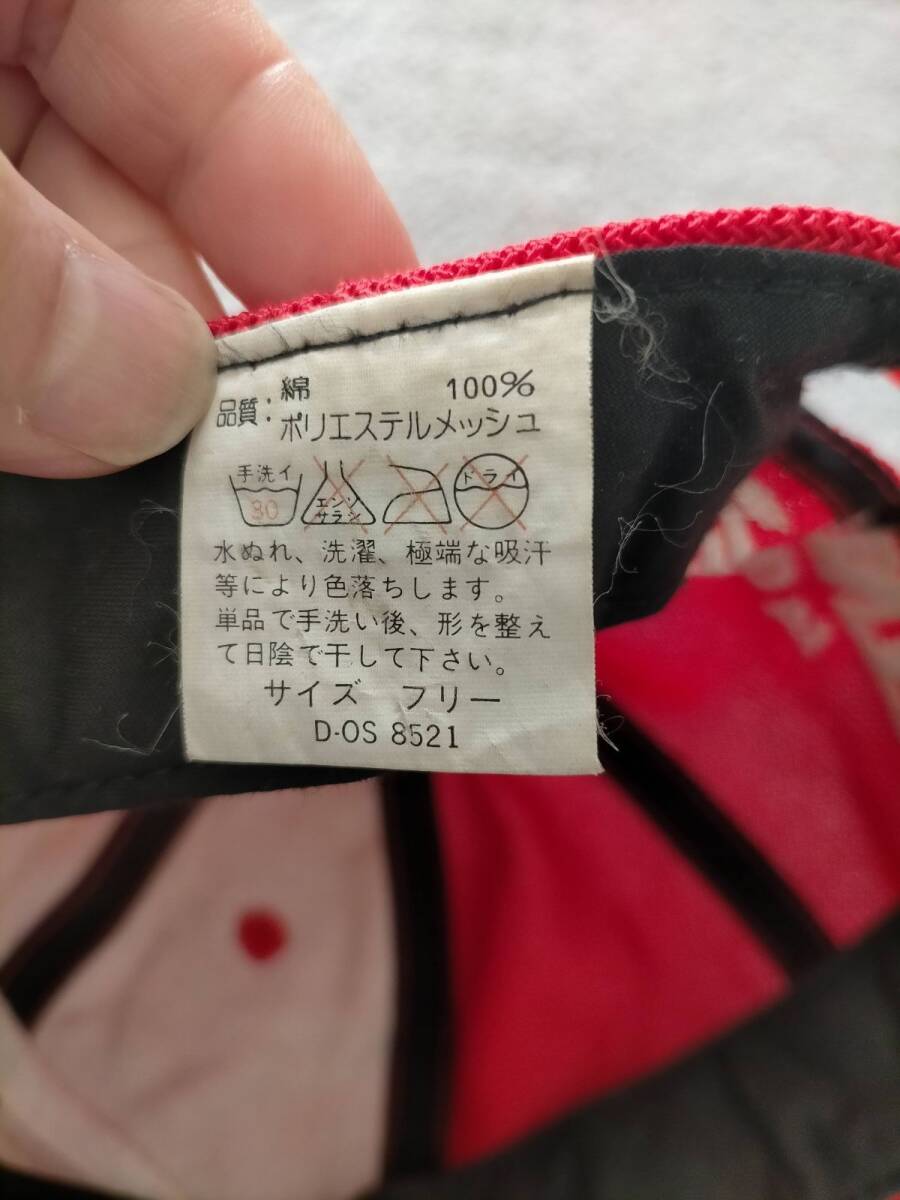 品質: 綿 100%
ポリエステルメッシュ
手洗イ 30 エンソ サラシ ドライ
水ぬれ、洗濯、極端な吸汗
等により色落ちします。
単品で手洗い後、形を整え
て日陰で干して下さい。
サイズ フリー
D-OS 8521